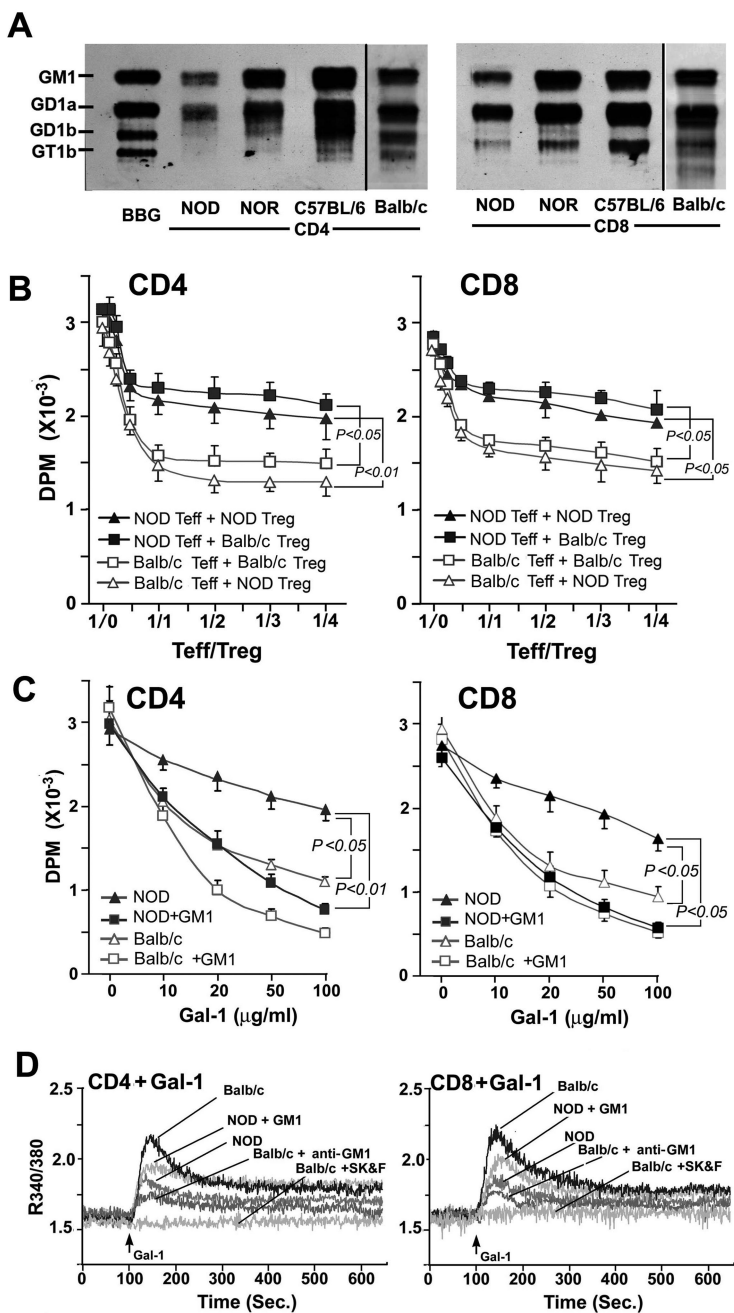 A
GM1
GD1a
GD1b
GT1b
BBG NOD NOR C57BL/6 Balb/c
CD4
NOD NOR C57BL/6 Balb/c
CD8
B
CD4
DPM (X10-3)
3
2
1
0
P<0.05
P<0.01
NOD Teff + NOD Treg
NOD Teff + Balb/c Treg
Balb/c Teff + Balb/c Treg
Balb/c Teff + NOD Treg
1/0 1/1 1/2 1/3 1/4
Teff/Treg
CD8
3
2
1
0
P<0.05
P<0.05
NOD Teff + NOD Treg
NOD Teff + Balb/c Treg
Balb/c Teff + Balb/c Treg
Balb/c Teff + NOD Treg
1/0 1/1 1/2 1/3 1/4
Teff/Treg
C
CD4
DPM (X10-3)
3
2
1
0
P<0.05
P<0.01
NOD
NOD+GM1
Balb/c
Balb/c +GM1
0 10 20 50 100
Gal-1 (µg/ml)
CD8
3
2
1
0
P<0.05
P<0.05
NOD
NOD+GM1
Balb/c
Balb/c +GM1
0 10 20 50 100
Gal-1 (µg/ml)
D
CD4 + Gal-1
R340/380
2.5
2.0
1.5
Balb/c
NOD + GM1
NOD
Balb/c + anti-GM1
Balb/c +SK&F
Gal-1
0 100 200 300 400 500 600
Time (Sec.)
CD8+Gal-1
2.5
2.0
1.5
Balb/c
NOD + GM1
NOD
Balb/c + anti-GM1
Balb/c +SK&F
Gal-1
0 100 200 300 400 500 600
Time (Sec.)